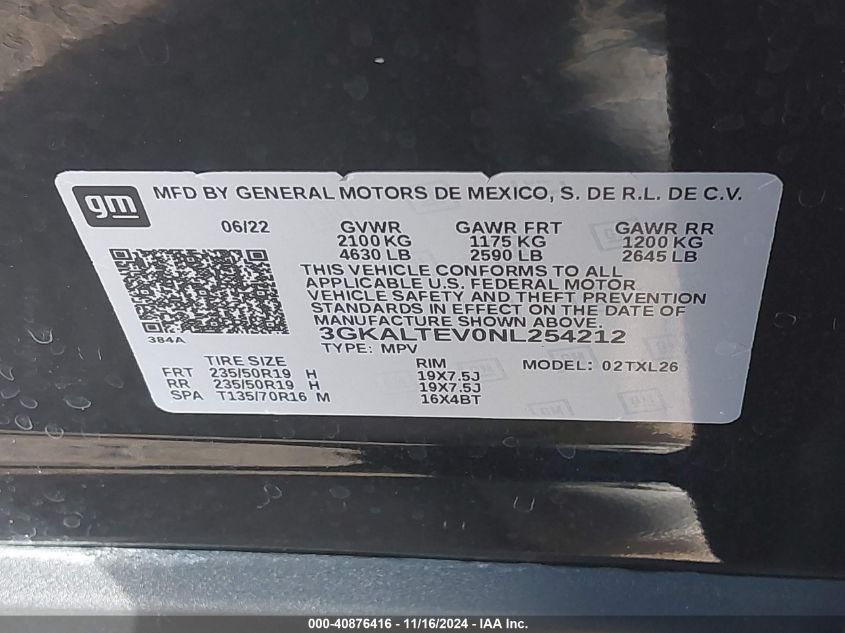 gm MFD BY GENERAL MOTORS DE MEXICO, S. DE R.L. DE C.V.
06/22 GVWR GAWR FRT GAWR RR
2100 KG 1175 KG 1200 KG
4630 LB 2590 LB 2645 LB
THIS VEHICLE CONFORMS TO ALL
APPLICABLE U.S. FEDERAL MOTOR
VEHICLE SAFETY AND THEFT PREVENTION
STANDARDS IN EFFECT ON THE DATE OF
MANUFACTURE SHOWN ABOVE.
384A 3GKALTEV0NL254212
TYPE: MPV
TIRE SIZE RIM MODEL: 02TXL26
FRT 235/50R19 H 19X7.5J
RR 235/50R19 H 19X7.5J
SPA T135/70R16 M 16X4BT
000-40876416 - 11/16/2024 - IAA Inc.